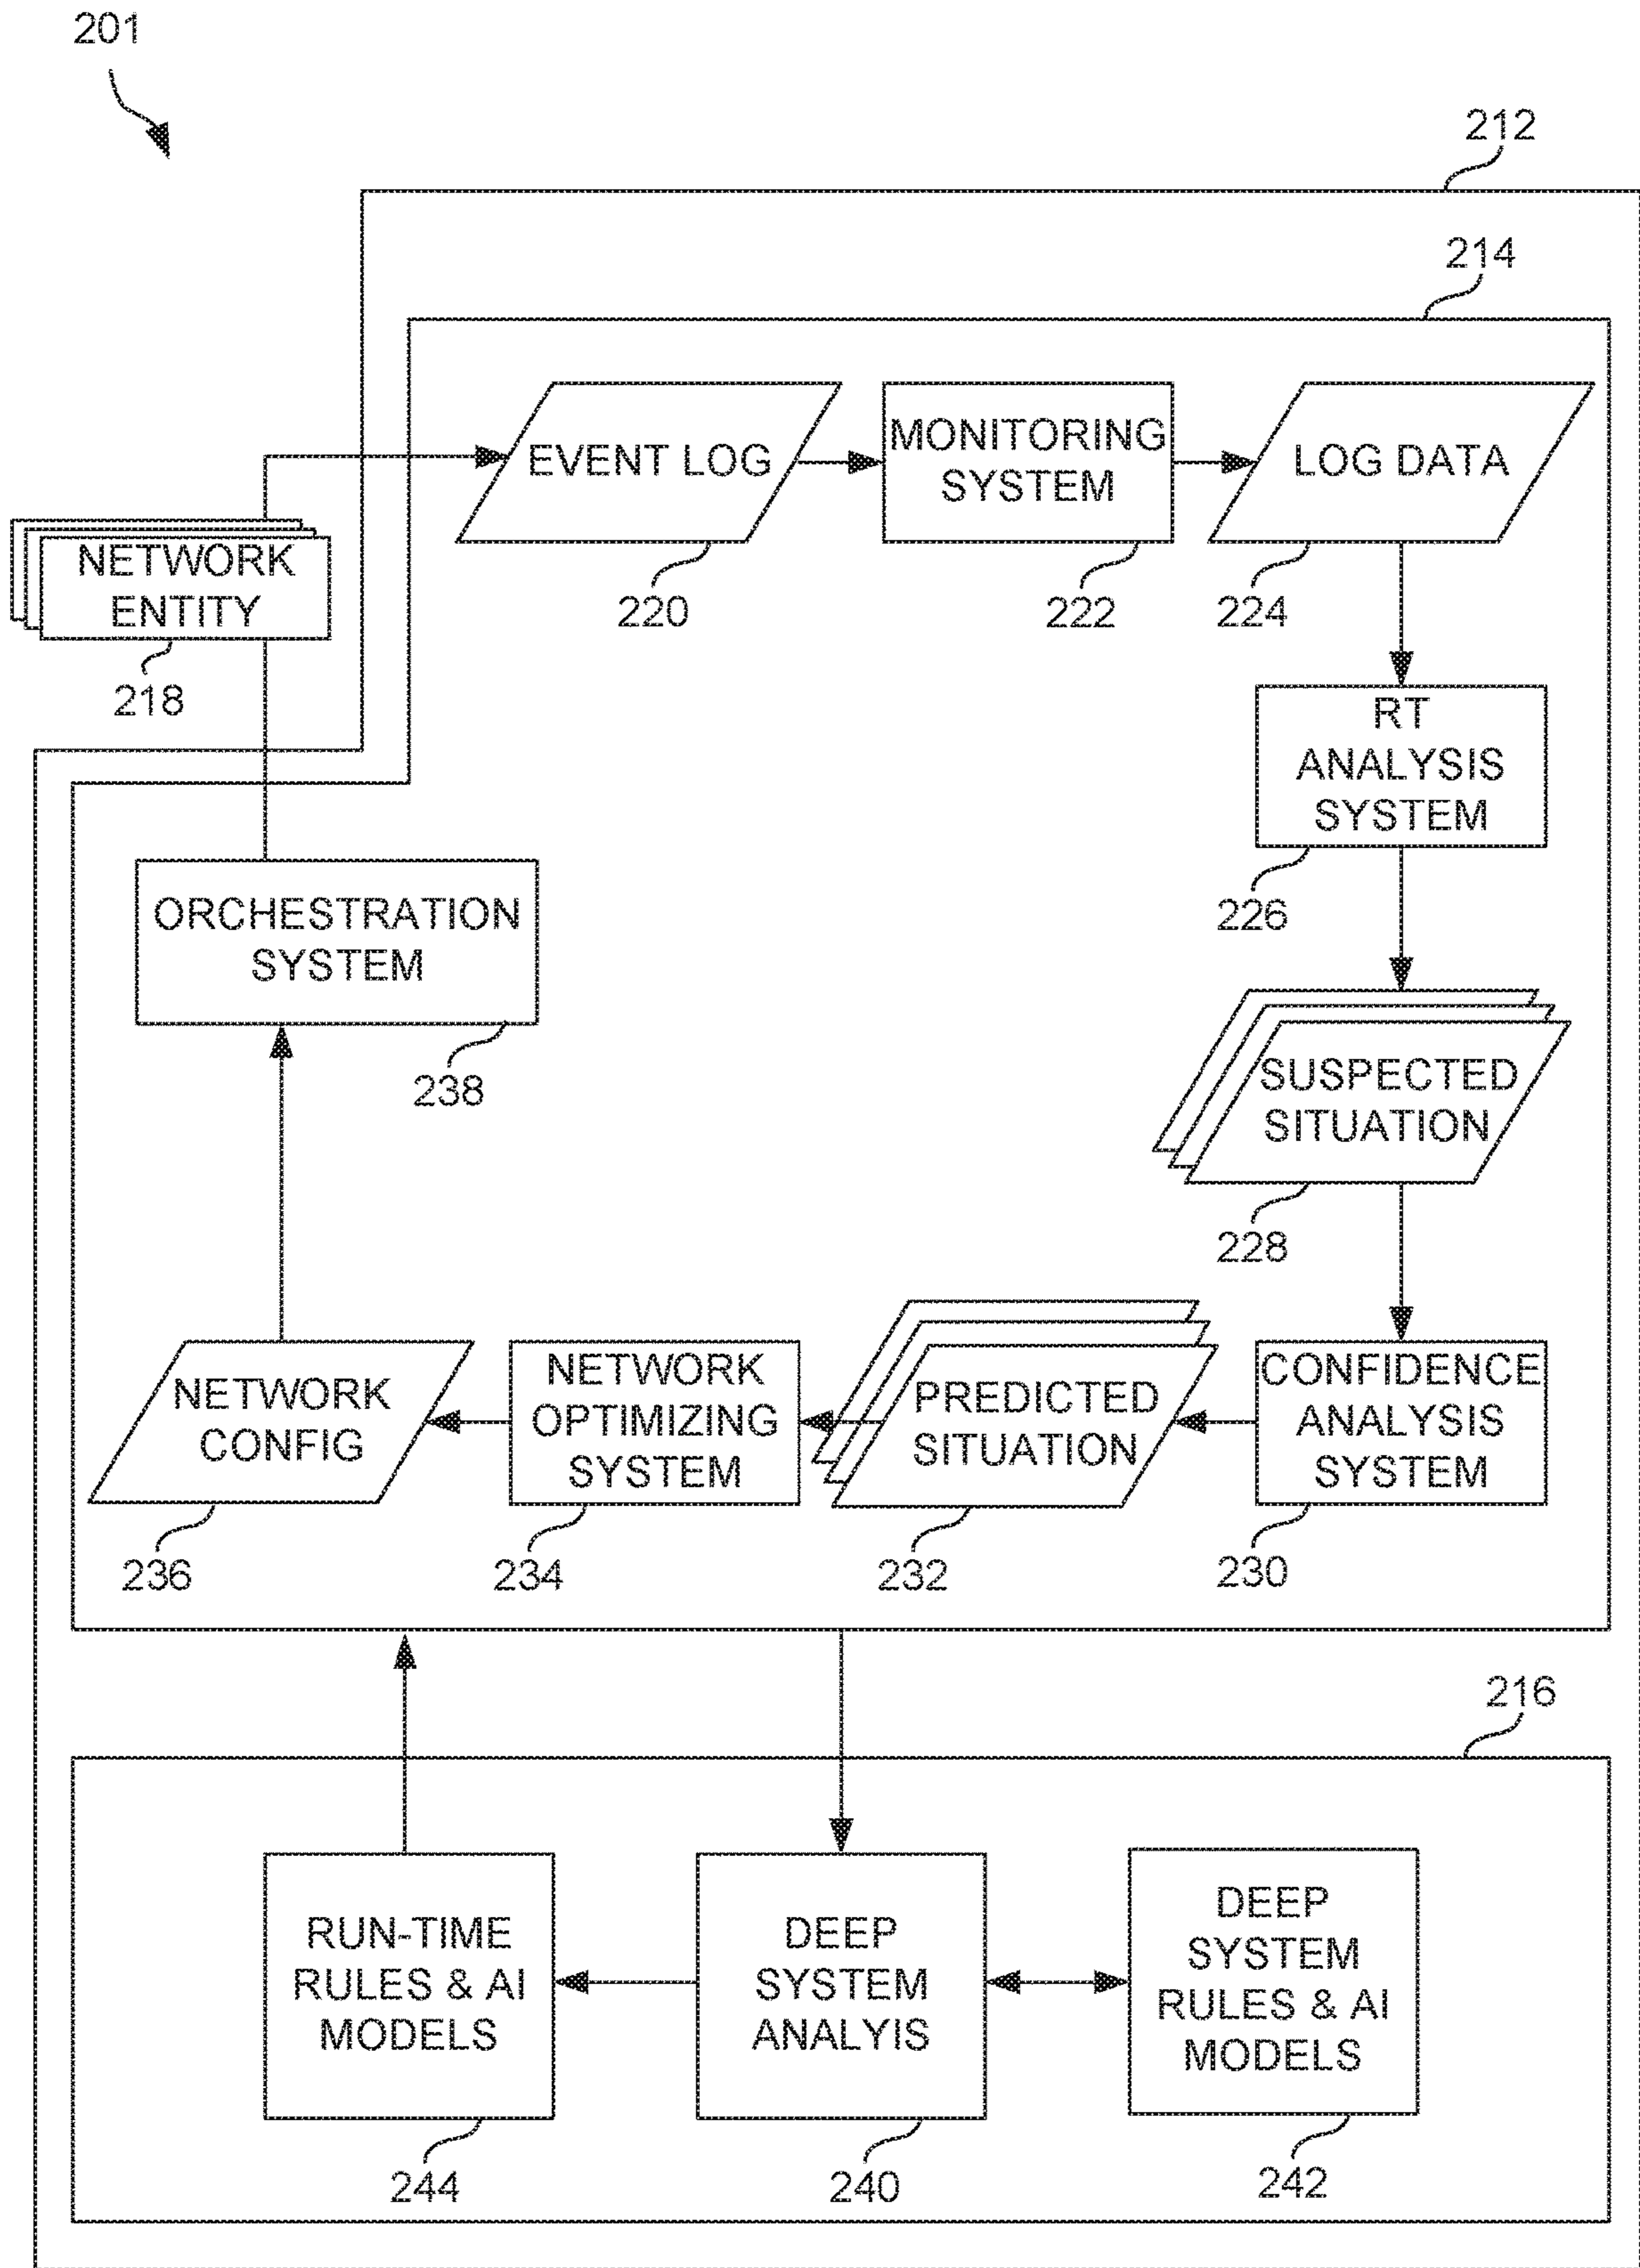 201
212
214
EVENT LOG
MONITORING
SYSTEM
LOG DATA
220
222
224
NETWORK
ENTITY
218
RT
ANALYSIS
SYSTEM
226
ORCHESTRATION
SYSTEM
238
SUSPECTED
SITUATION
228
NETWORK
CONFIG
236
NETWORK
OPTIMIZING
SYSTEM
234
PREDICTED
SITUATION
232
CONFIDENCE
ANALYSIS
SYSTEM
230
216
RUN-TIME
RULES & AI
MODELS
244
DEEP
SYSTEM
ANALYIS
240
DEEP
SYSTEM
RULES & AI
MODELS
242